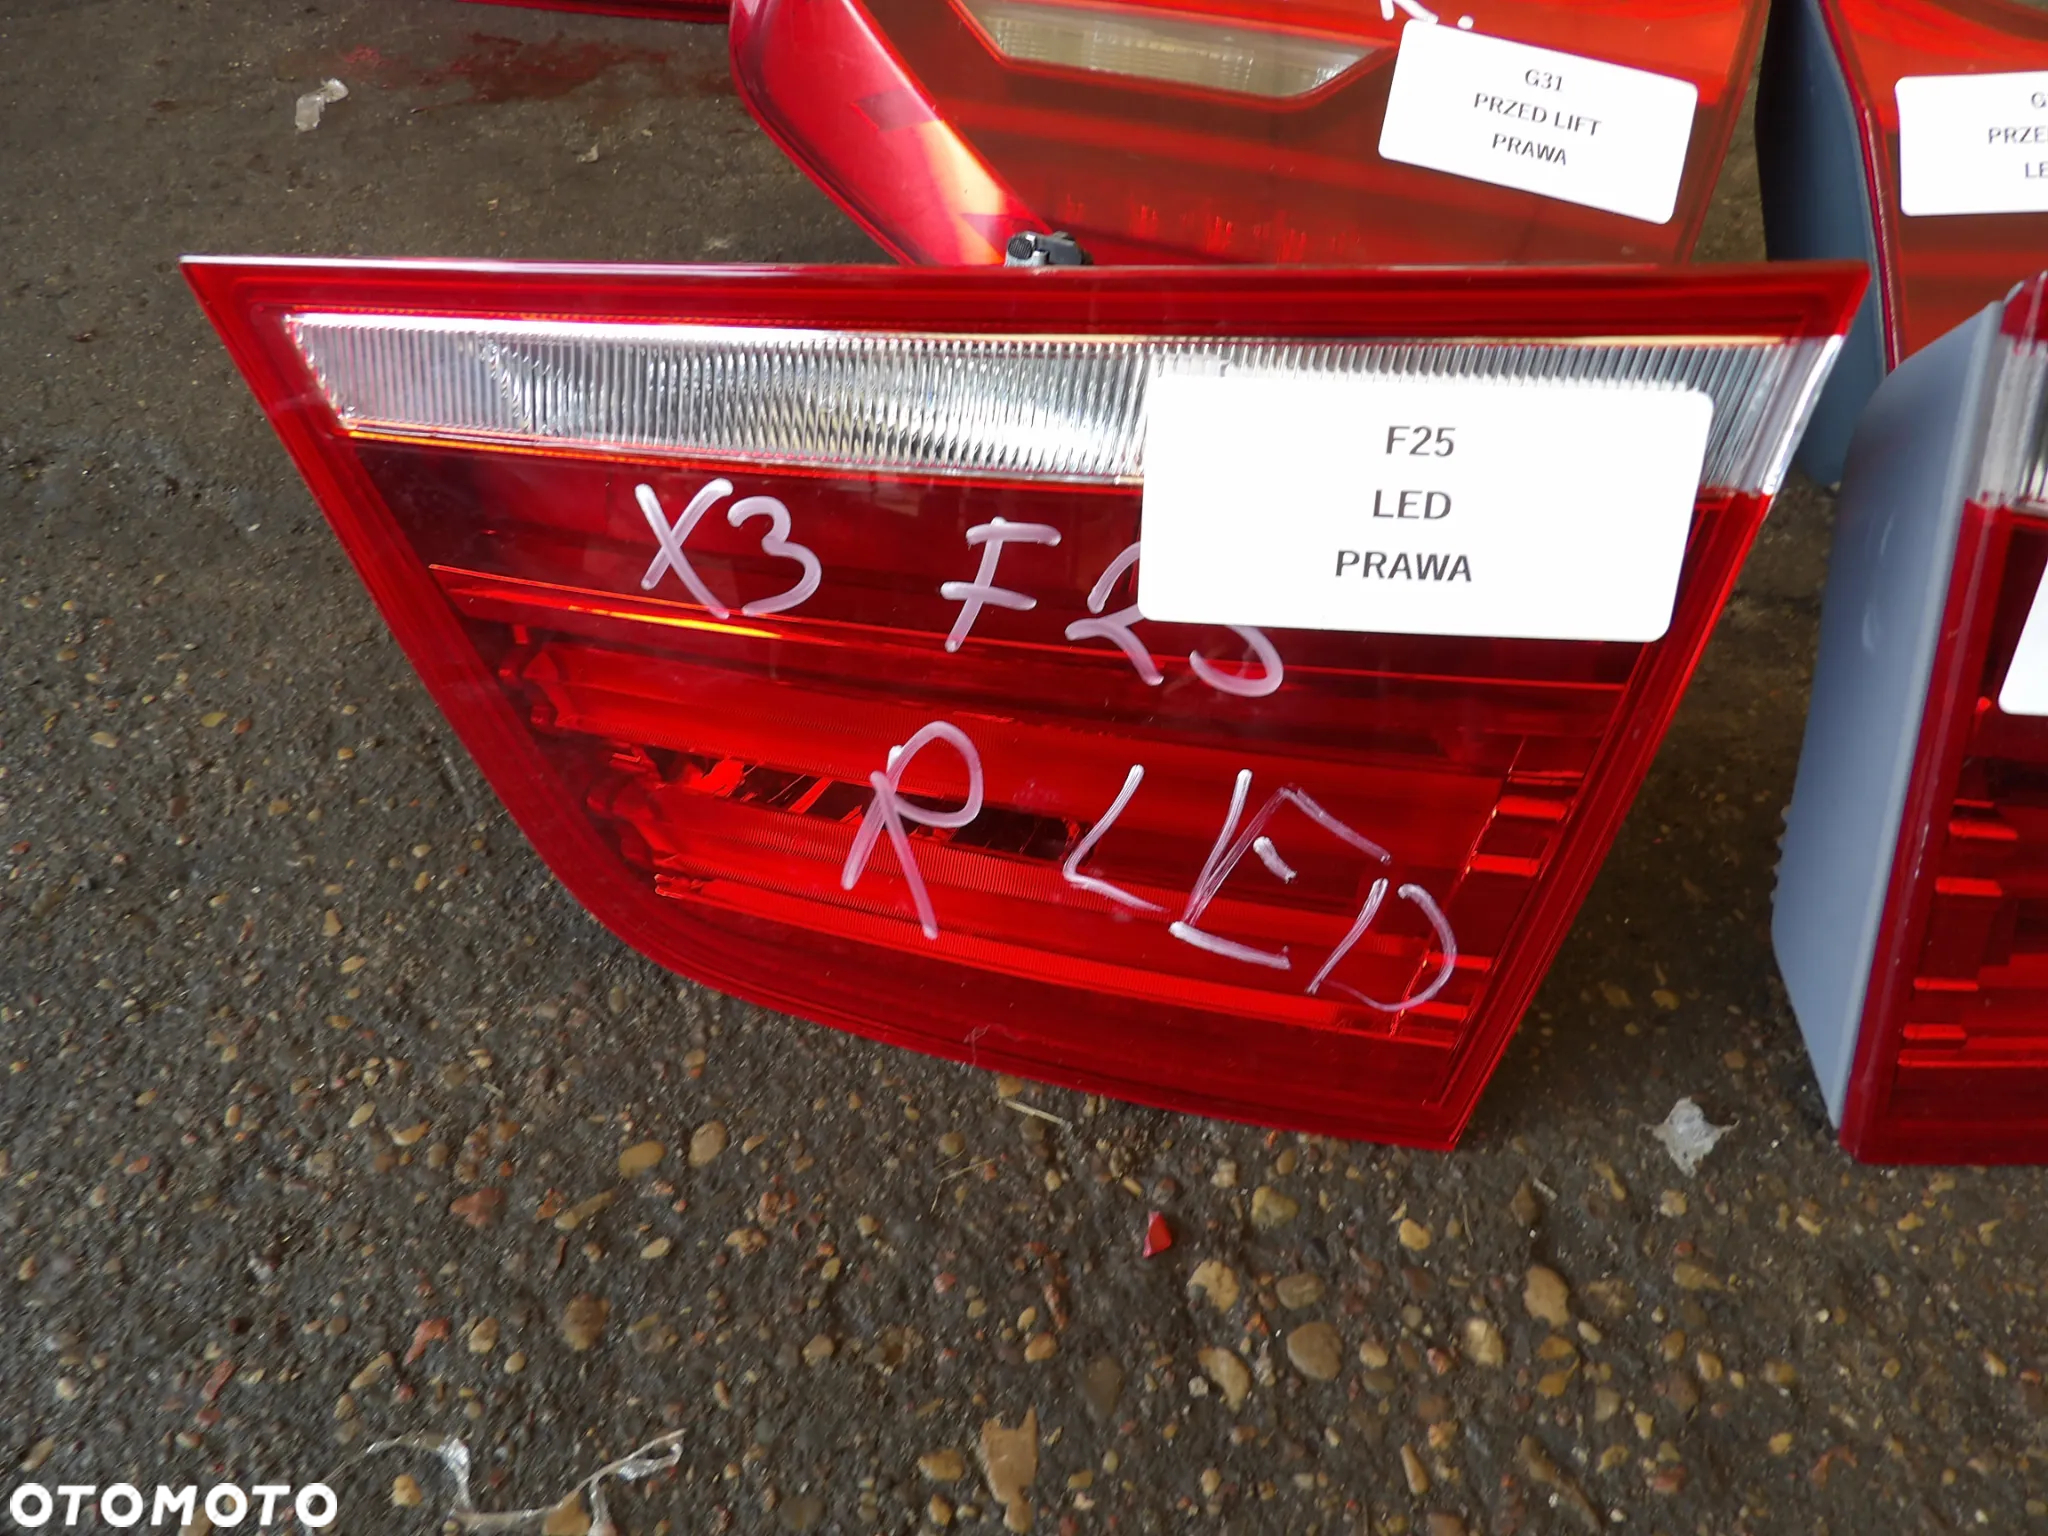 R.
G31
PRZED LIFT
PRAWA
F25
LED
PRAWA
X3 F25
R LED
OTOMOTO